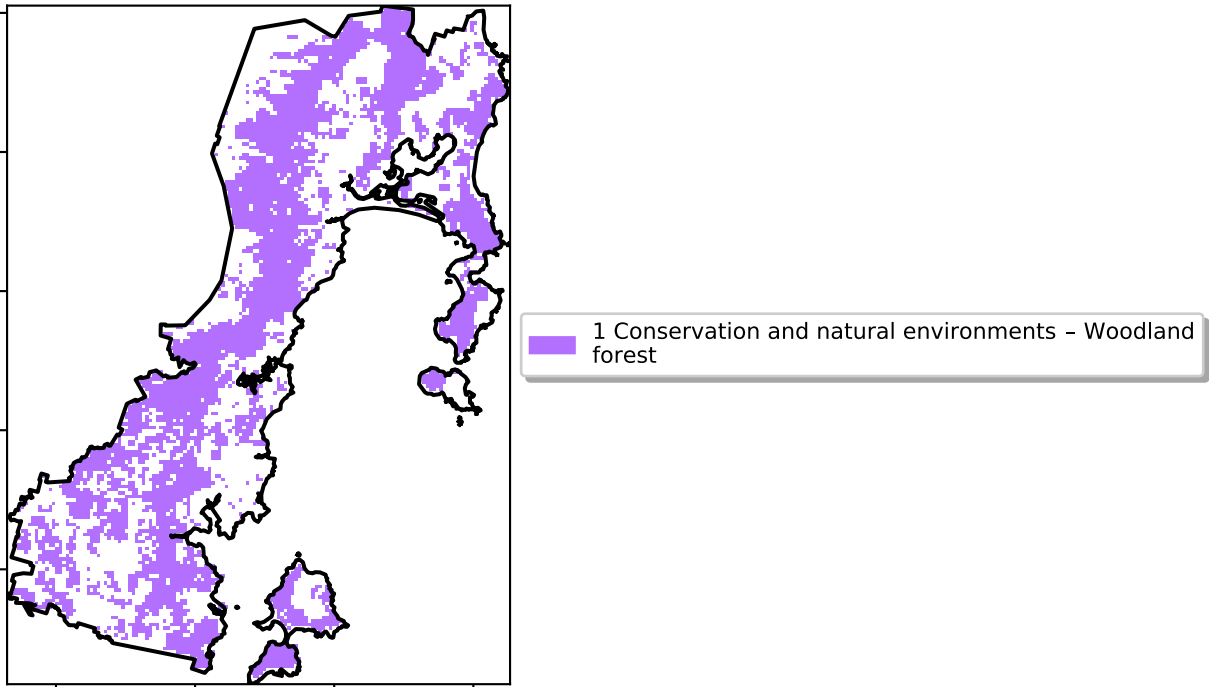 1 Conservation and natural environments – Woodland
forest